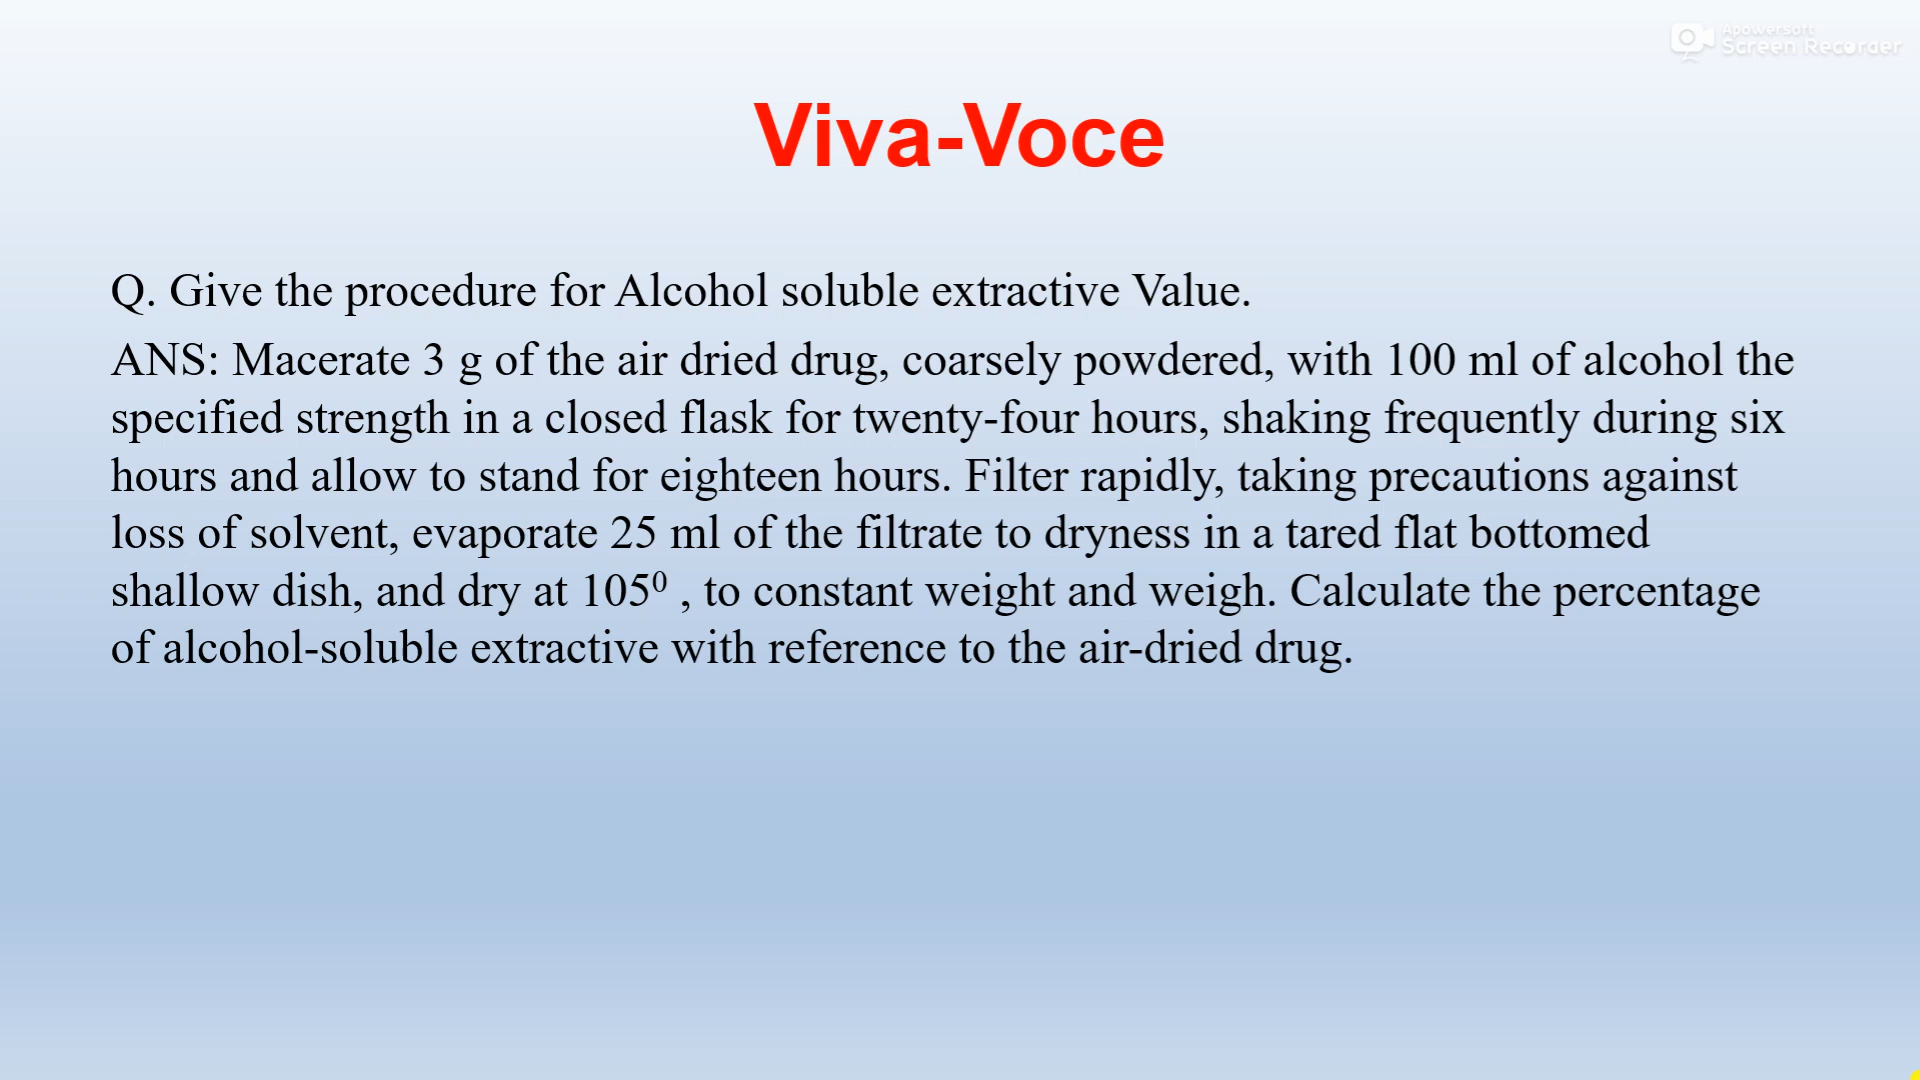 Apowersoft
Screen Recorder
Viva-Voce
Q. Give the procedure for Alcohol soluble extractive Value.
ANS: Macerate 3 g of the air dried drug, coarsely powdered, with 100 ml of alcohol the
specified strength in a closed flask for twenty-four hours, shaking frequently during six
hours and allow to stand for eighteen hours. Filter rapidly, taking precautions against
loss of solvent, evaporate 25 ml of the filtrate to dryness in a tared flat bottomed
shallow dish, and dry at 105⁰ , to constant weight and weigh. Calculate the percentage
of alcohol-soluble extractive with reference to the air-dried drug.